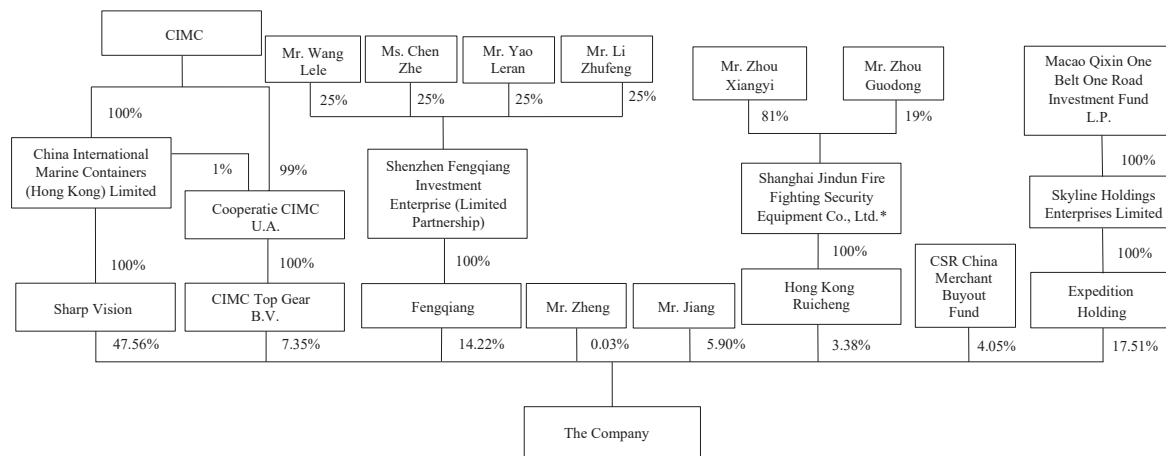 CIMC
Mr. Wang
Lele
Ms. Chen
Zhe
Mr. Yao
Leran
Mr. Li
Zhufeng
Mr. Zhou
Xiangyi
Mr. Zhou
Guodong
Macao Qixin One
Belt One Road
Investment Fund
L.P.
25%
25%
25%
25%
81%
19%
100%
China International
Marine Containers
(Hong Kong) Limited
1%
99%
Cooperatie CIMC
U.A.
Shenzhen Fengqiang
Investment
Enterprise (Limited
Partnership)
Shanghai Jindun Fire
Fighting Security
Equipment Co., Ltd.*
100%
Skyline Holdings
Enterprises Limited
100%
100%
100%
100%
100%
Sharp Vision
CIMC Top Gear
B.V.
Fengqiang
Mr. Zheng
Mr. Jiang
Hong Kong
Ruicheng
CSR China
Merchant
Buyout
Fund
Expedition
Holding
47.56%
7.35%
14.22%
0.03%
5.90%
3.38%
4.05%
17.51%
The Company